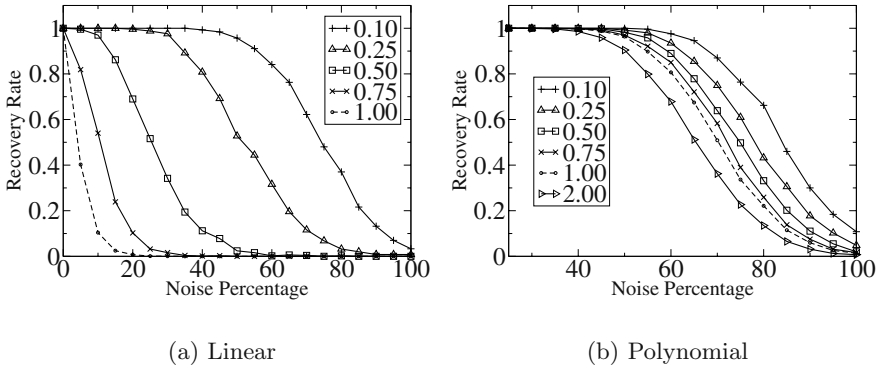 1
0.8
0.6
0.4
0.2
0
Recovery Rate
0 20 40 60 80 100
Noise Percentage
0.10
0.25
0.50
0.75
1.00
(a) Linear
1
0.8
0.6
0.4
0.2
0
Recovery Rate
40 60 80 100
Noise Percentage
0.10
0.25
0.50
0.75
1.00
2.00
(b) Polynomial